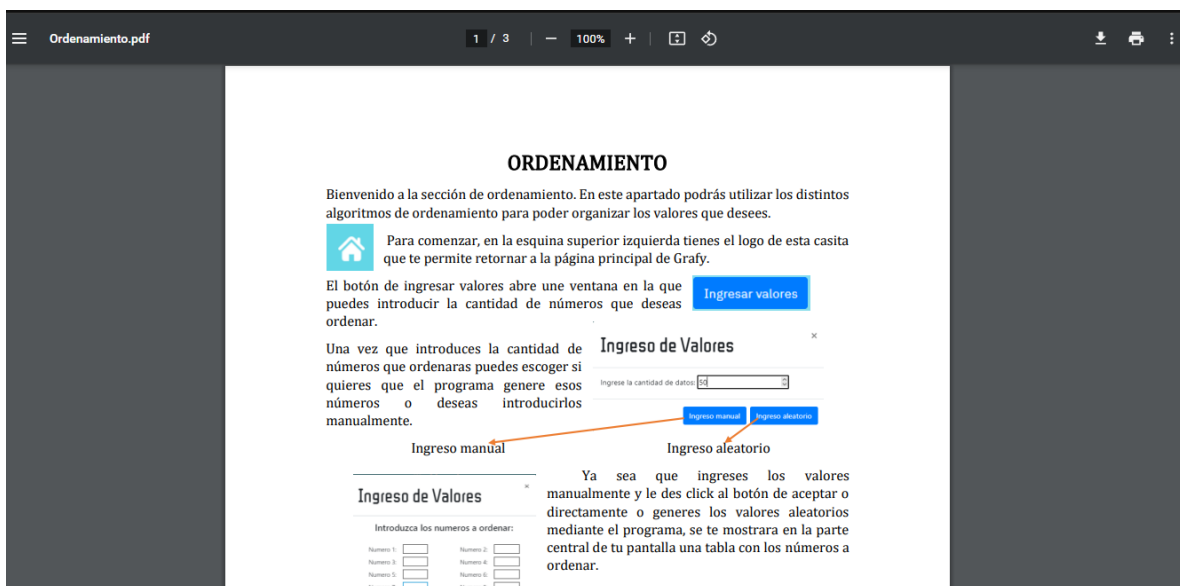 Ordenamiento.pdf
1 / 3
100%
ORDENAMIENTO
Bienvenido a la sección de ordenamiento. En este apartado podrás utilizar los distintos
algoritmos de ordenamiento para poder organizar los valores que desees.
Para comenzar, en la esquina superior izquierda tienes el logo de esta casita
que te permite retornar a la página principal de Grafy.
El botón de ingresar valores abre une ventana en la que
puedes introducir la cantidad de números que deseas
ordenar.
Ingresar valores
Una vez que introduces la cantidad de
números que ordenaras puedes escoger si
quieres que el programa genere esos
números o deseas introducirlos
manualmente.
Ingreso de Valores
×
Ingrese la cantidad de datos: 50
Ingreso manual
Ingreso aleatorio
Ingreso manual
Ingreso aleatorio
Ingreso de Valores
×
Introduzca los numeros a ordenar:
Numero 1:
Numero 2:
Numero 3:
Numero 4:
Numero 5:
Numero 6:
Ya sea que ingreses los valores
manualmente y le des click al botón de aceptar o
directamente o generes los valores aleatorios
mediante el programa, se te mostrara en la parte
central de tu pantalla una tabla con los números a
ordenar.